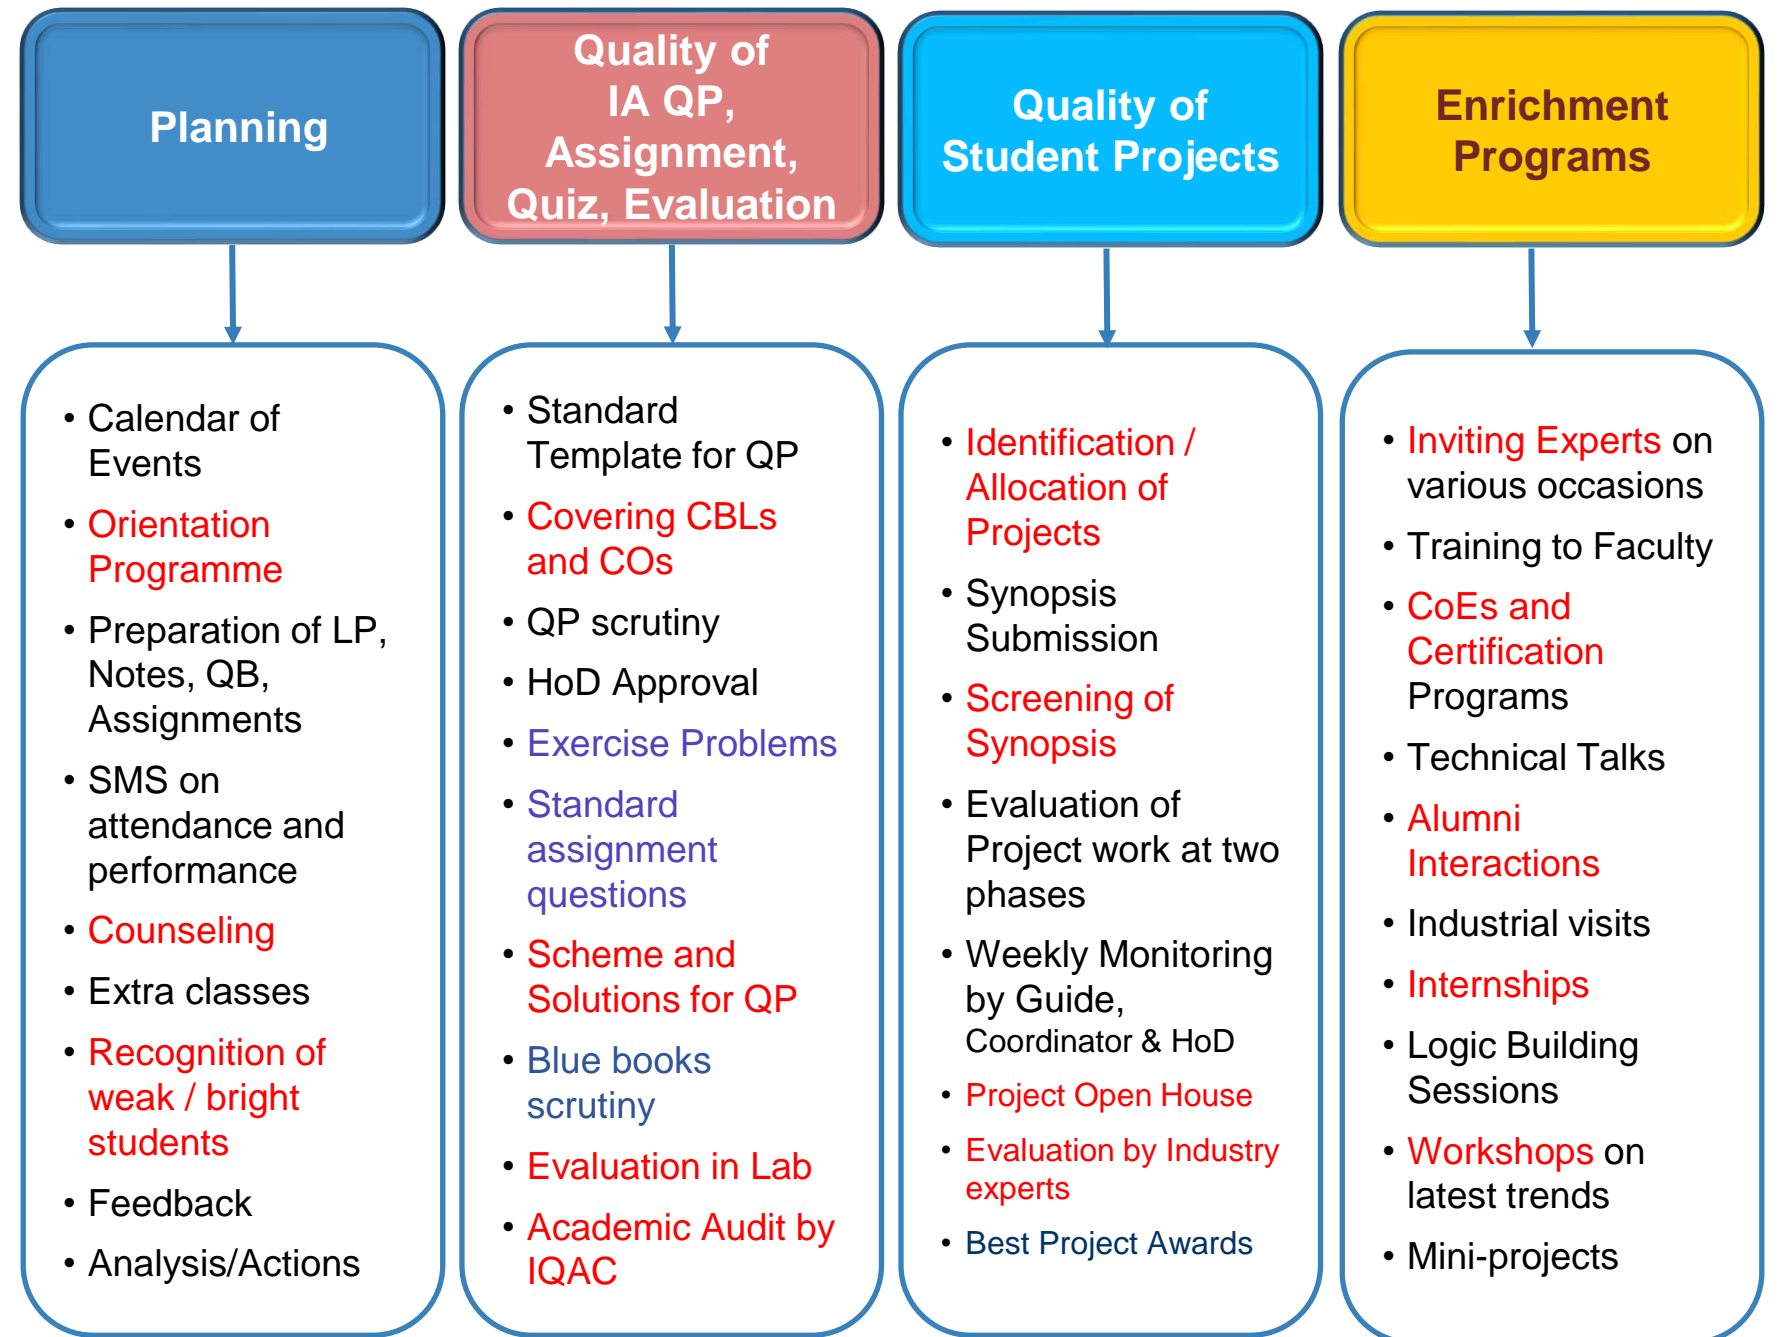 Planning
Quality of
IA QP,
Assignment,
Quiz, Evaluation
Quality of
Student Projects
Enrichment
Programs
• Calendar of
Events
• Orientation
Programme
• Preparation of LP,
Notes, QB,
Assignments
• SMS on
attendance and
performance
• Counseling
• Extra classes
• Recognition of
weak / bright
students
• Feedback
• Analysis/Actions
• Standard
Template for QP
• Covering CBLs
and COs
• QP scrutiny
• HoD Approval
• Exercise Problems
• Standard
assignment
questions
• Scheme and
Solutions for QP
• Blue books
scrutiny
• Evaluation in Lab
• Academic Audit by
IQAC
• Identification /
Allocation of
Projects
• Synopsis
Submission
• Screening of
Synopsis
• Evaluation of
Project work at two
phases
• Weekly Monitoring
by Guide,
Coordinator & HoD
• Project Open House
• Evaluation by Industry
experts
• Best Project Awards
• Inviting Experts on
various occasions
• Training to Faculty
• CoEs and
Certification
Programs
• Technical Talks
• Alumni
Interactions
• Industrial visits
• Internships
• Logic Building
Sessions
• Workshops on
latest trends
• Mini-projects